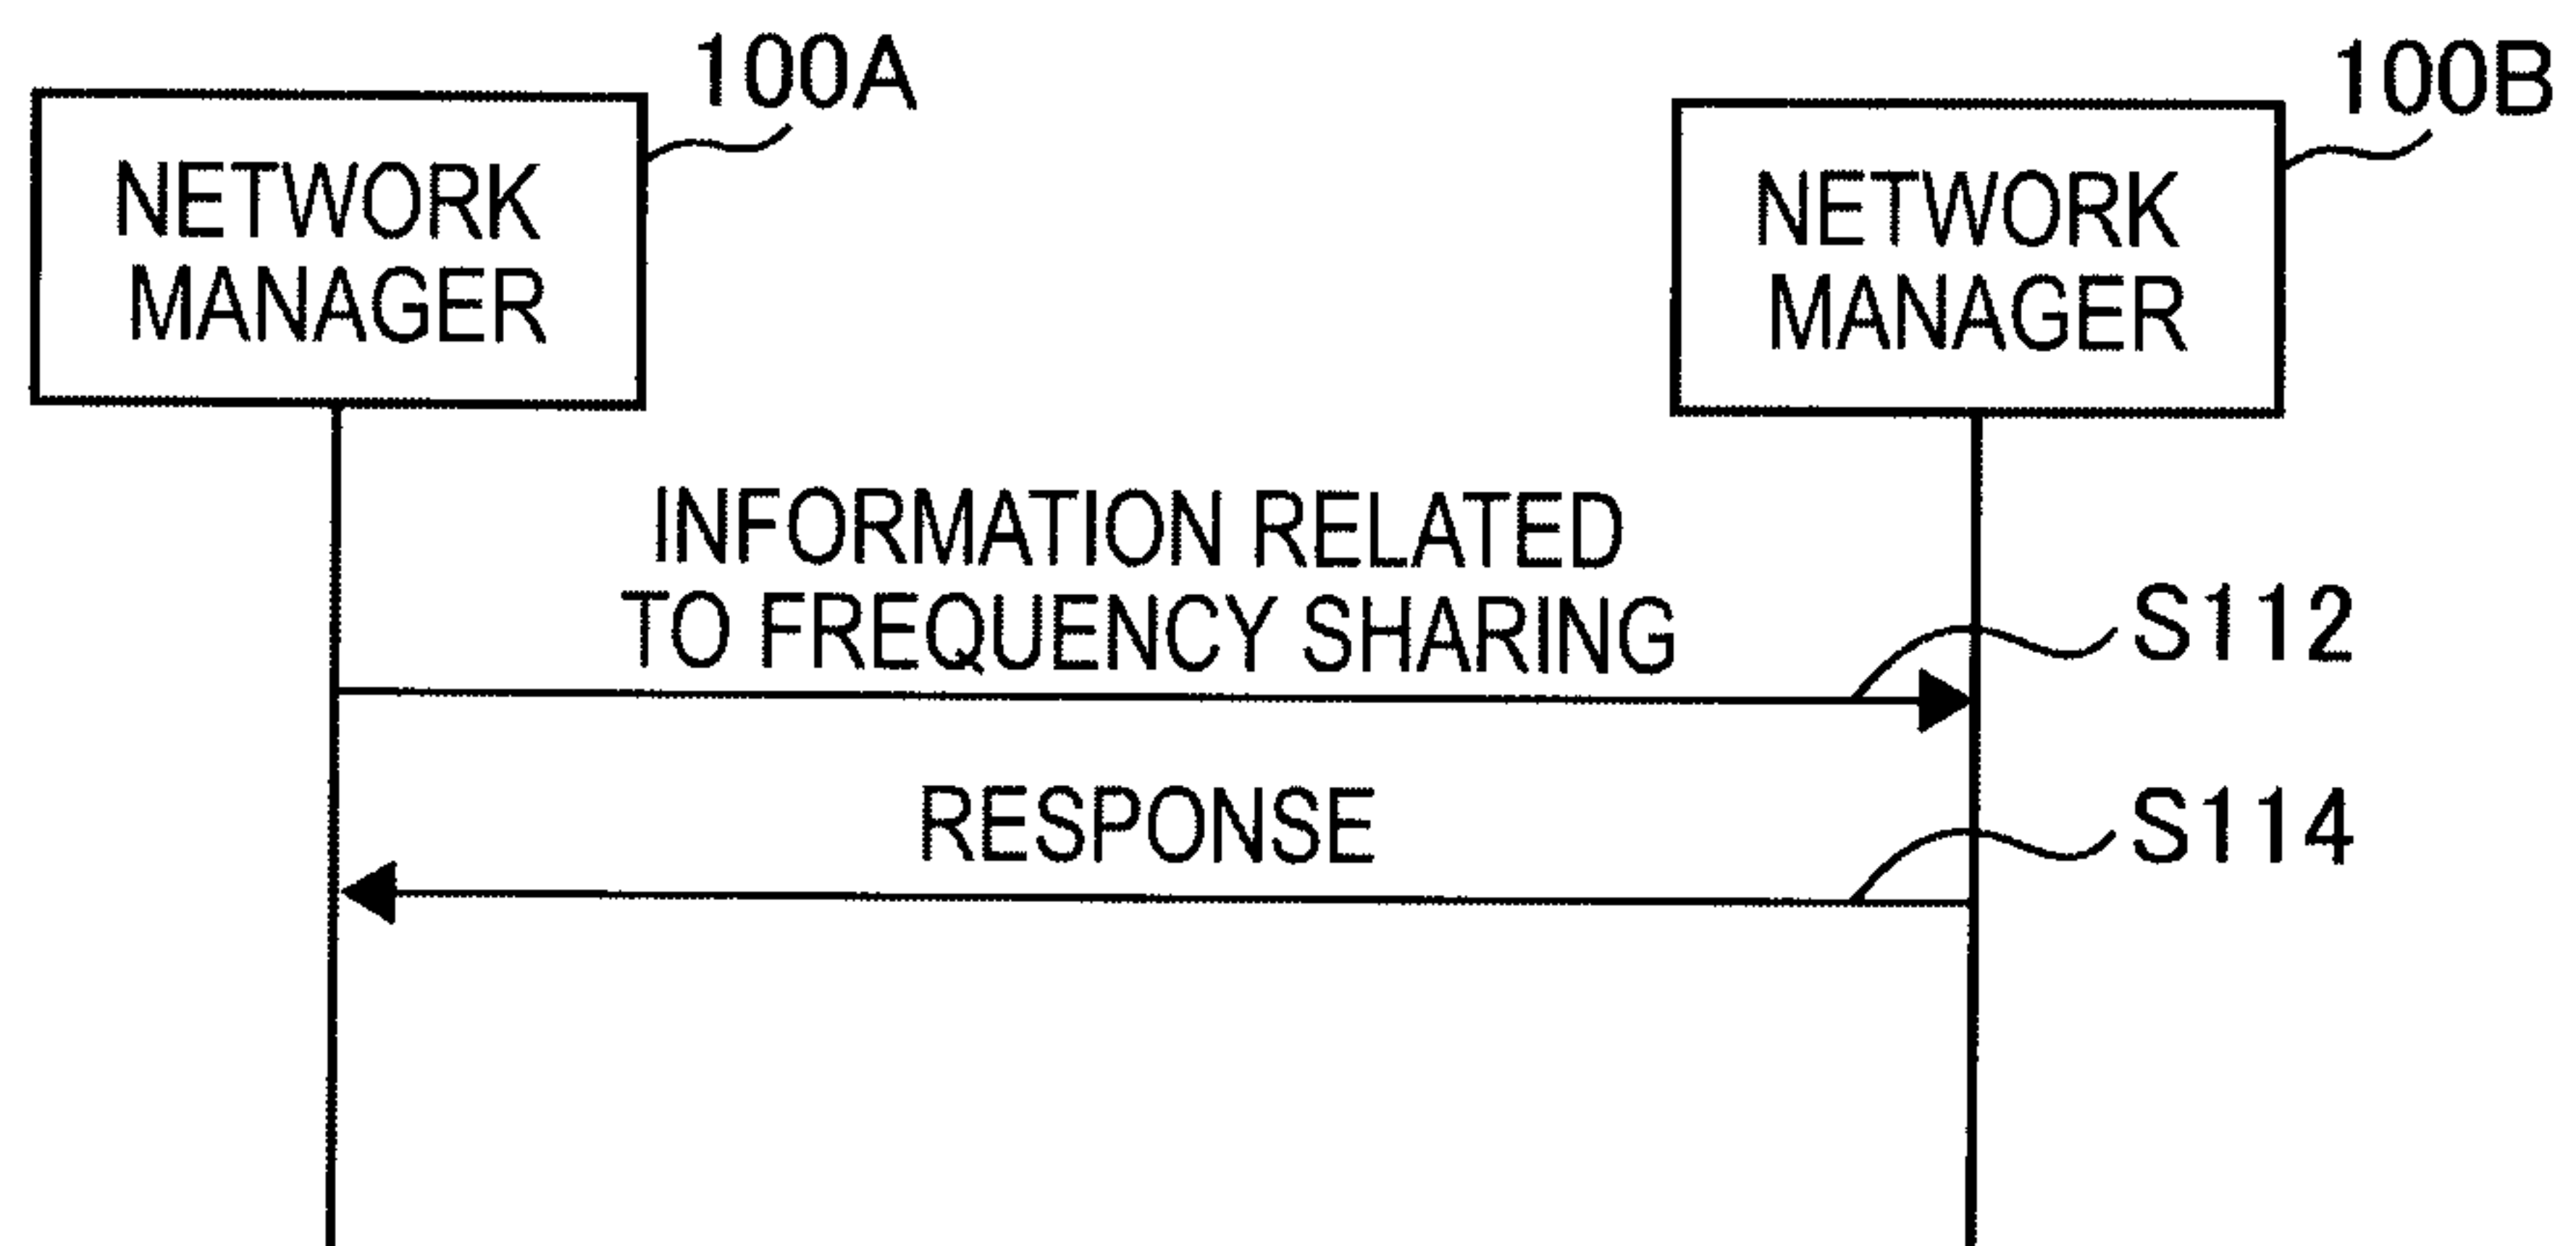 100A
100B
NETWORK
MANAGER
NETWORK
MANAGER
INFORMATION RELATED
TO FREQUENCY SHARING
S112
RESPONSE
S114